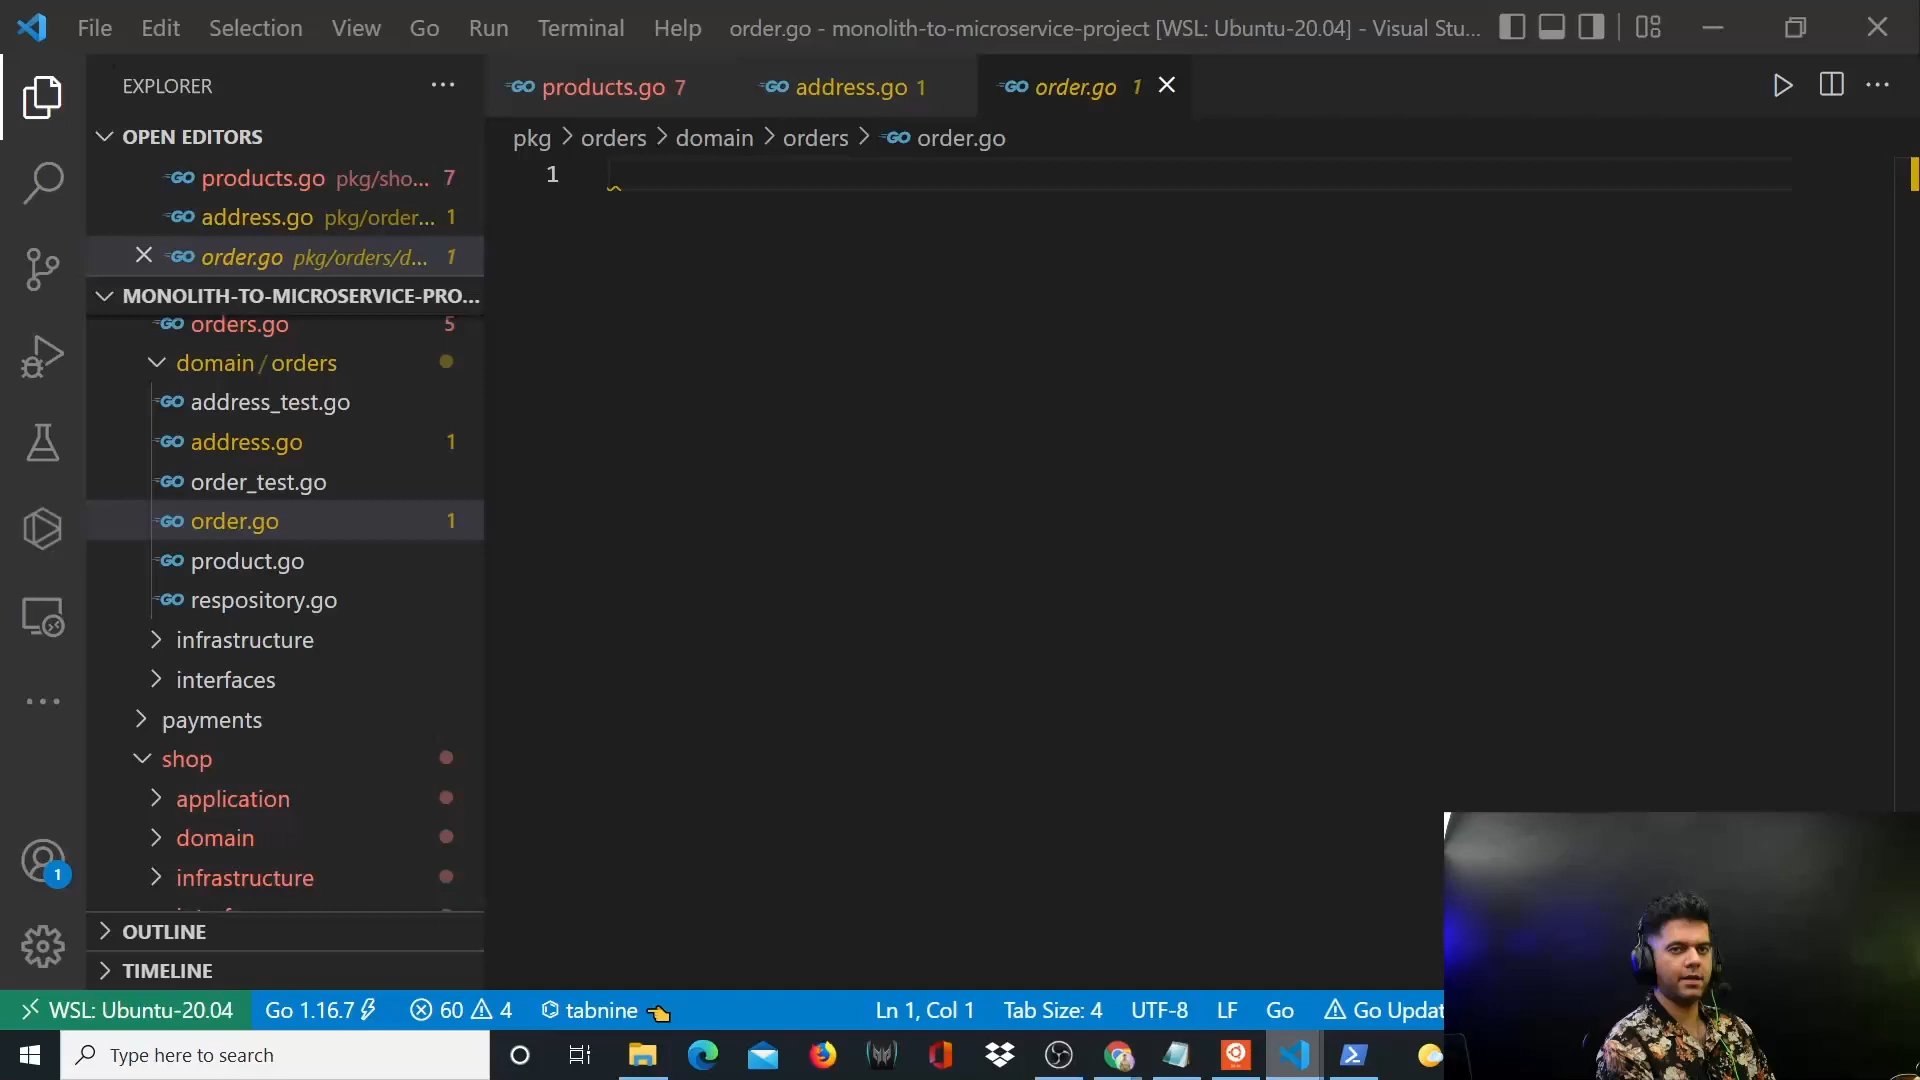 File Edit Selection View Go Run Terminal Help order.go - monolith-to-microservice-project [WSL: Ubuntu-20.04] - Visual Stu...
EXPLORER
products.go 7
address.go 1
order.go 1
OPEN EDITORS
pkg > orders > domain > orders > order.go
1
products.go pkg/sho... 7
address.go pkg/order... 1
order.go pkg/orders/d... 1
MONOLITH-TO-MICROSERVICE-PRO...
orders.go 5
domain / orders
address_test.go
address.go 1
order_test.go
order.go 1
product.go
respository.go
infrastructure
interfaces
payments
shop
application
domain
infrastructure
OUTLINE
TIMELINE
1
WSL: Ubuntu-20.04 Go 1.16.7 60 4 tabnine Ln 1, Col 1 Tab Size: 4 UTF-8 LF Go Go Updat
Type here to search